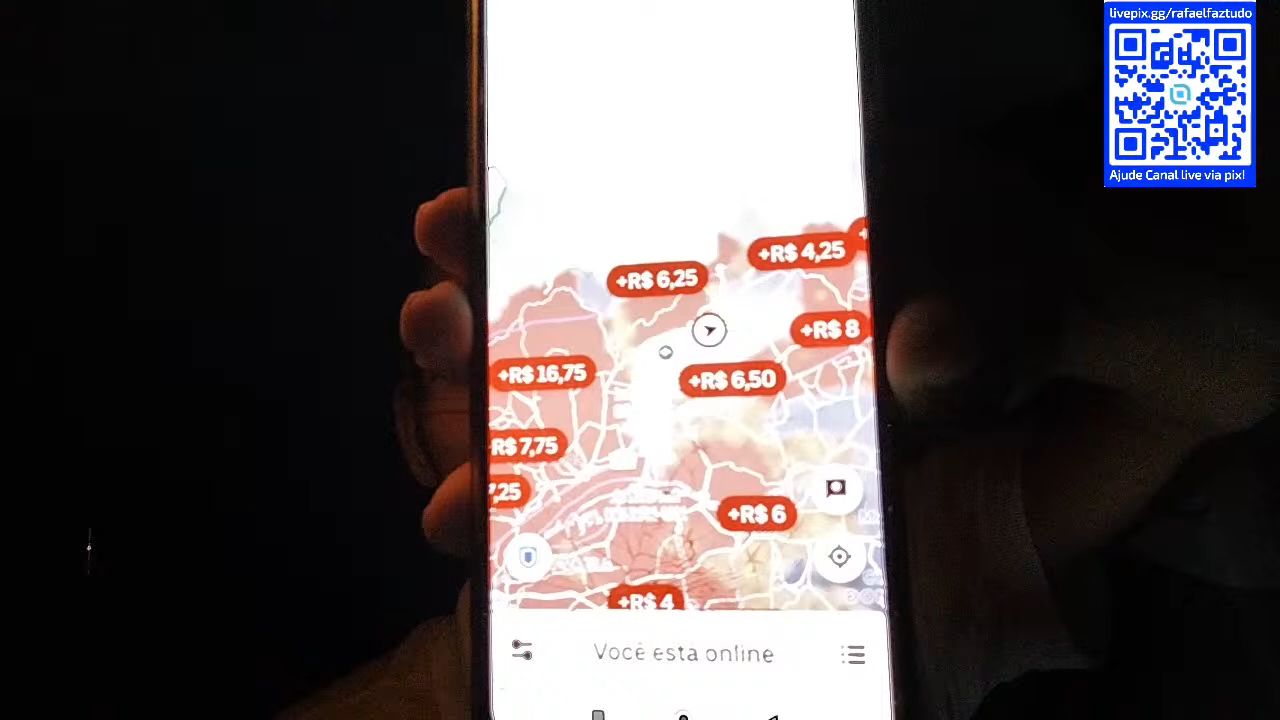 livepix.gg/rafaelfaztudo
Ajude Canal live via pix!
+R$ 4,25
+R$ 6,25
+R$ 8
+R$ 16,75
+R$ 6,50
R$ 7,75
7,25
+R$ 6
+R$ 4
Você esta online